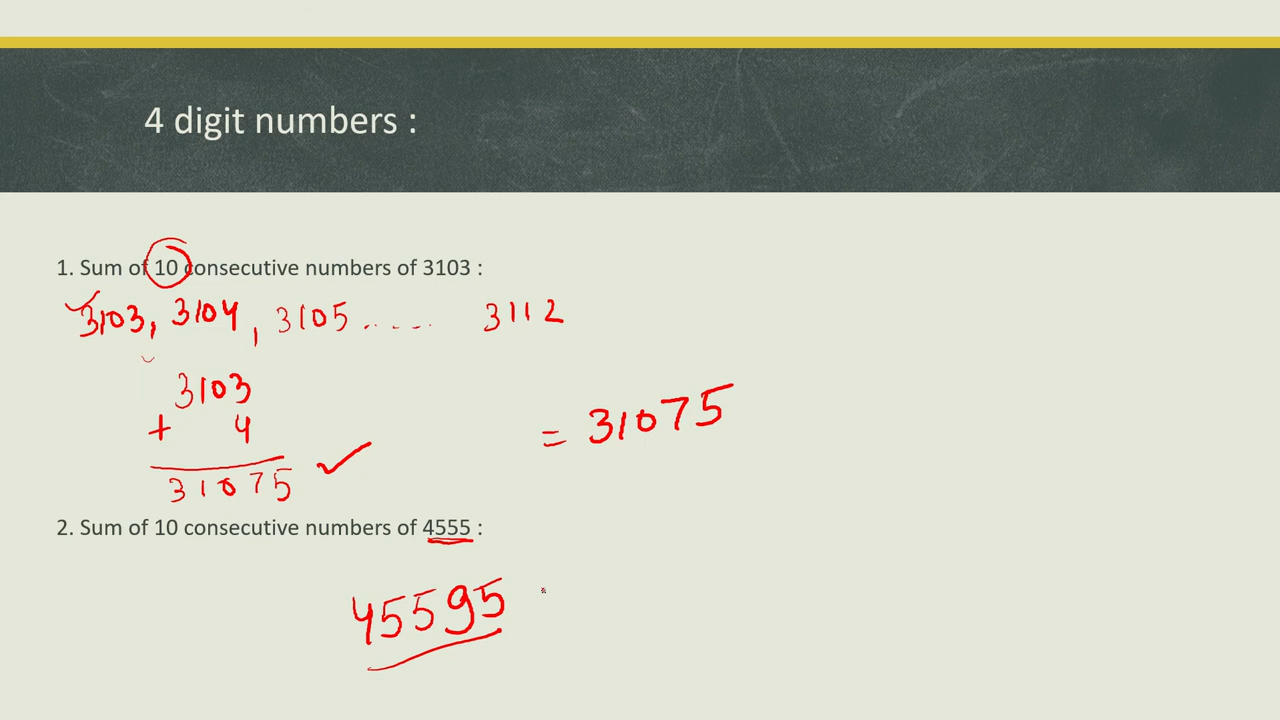 4 digit numbers :
1. Sum of 10 consecutive numbers of 3103 :
3103, 3104, 3105 ...... 3112
3103
+ 4
31075
= 31075
2. Sum of 10 consecutive numbers of 4555 :
45595